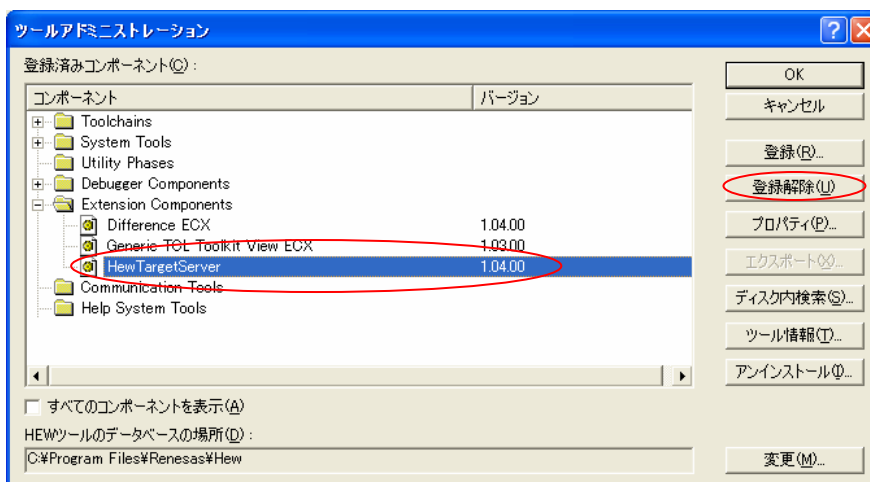 ツールアドミニストレーション
登録済みコンポーネント(C):
コンポーネント バージョン
Toolchains
System Tools
Utility Phases
Debugger Components
Extension Components
Difference ECX 1.04.00
Generic TCL Toolkit View ECX 1.03.00
HewTargetServer 1.04.00
Communication Tools
Help System Tools
すべてのコンポーネントを表示(A)
HEWツールのデータベースの場所(D):
C:¥Program Files¥Renesas¥Hew
OK
キャンセル
登録(R)...
登録解除(U)
プロパティ(P)...
エクスポート(X)...
ディスク内検索(S)...
ツール情報(T)...
アンインストール(I)...
変更(M)...